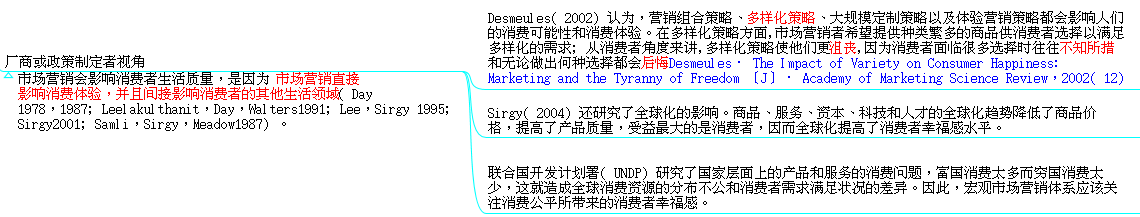 厂商或政策制定者视角
市场营销会影响消费者生活质量，是因为 市场营销直接
影响消费体验，并且间接影响消费者的其他生活领域( Day
1978，1987; Leelakulthanit，Day，Walters1991; Lee，Sirgy 1995;
Sirgy2001; Samli，Sirgy，Meadow1987) 。
Desmeules( 2002) 认为，营销组合策略、多样化策略、大规模定制策略以及体验营销策略都会影响人们
的消费可能性和消费体验。在多样化策略方面,市场营销者希望提供种类繁多的商品供消费者选择以满足
多样化的需求; 从消费者角度来讲,多样化策略使他们更沮丧,因为消费者面临很多选择时往往不知所措
和无论做出何种选择都会后悔Desmeules· The Impact of Variety on Consumer Happiness:
Marketing and the Tyranny of Freedom ［J］· Academy of Marketing Science Review，2002( 12)
Sirgy( 2004) 还研究了全球化的影响。商品、服务、资本、科技和人才的全球化趋势降低了商品价
格，提高了产品质量，受益最大的是消费者，因而全球化提高了消费者幸福感水平。
联合国开发计划署( UNDP) 研究了国家层面上的产品和服务的消费问题，富国消费太多而穷国消费太
少，这就造成全球消费资源的分布不公和消费者需求满足状况的差异。因此，宏观市场营销体系应该关
注消费公平所带来的消费者幸福感。